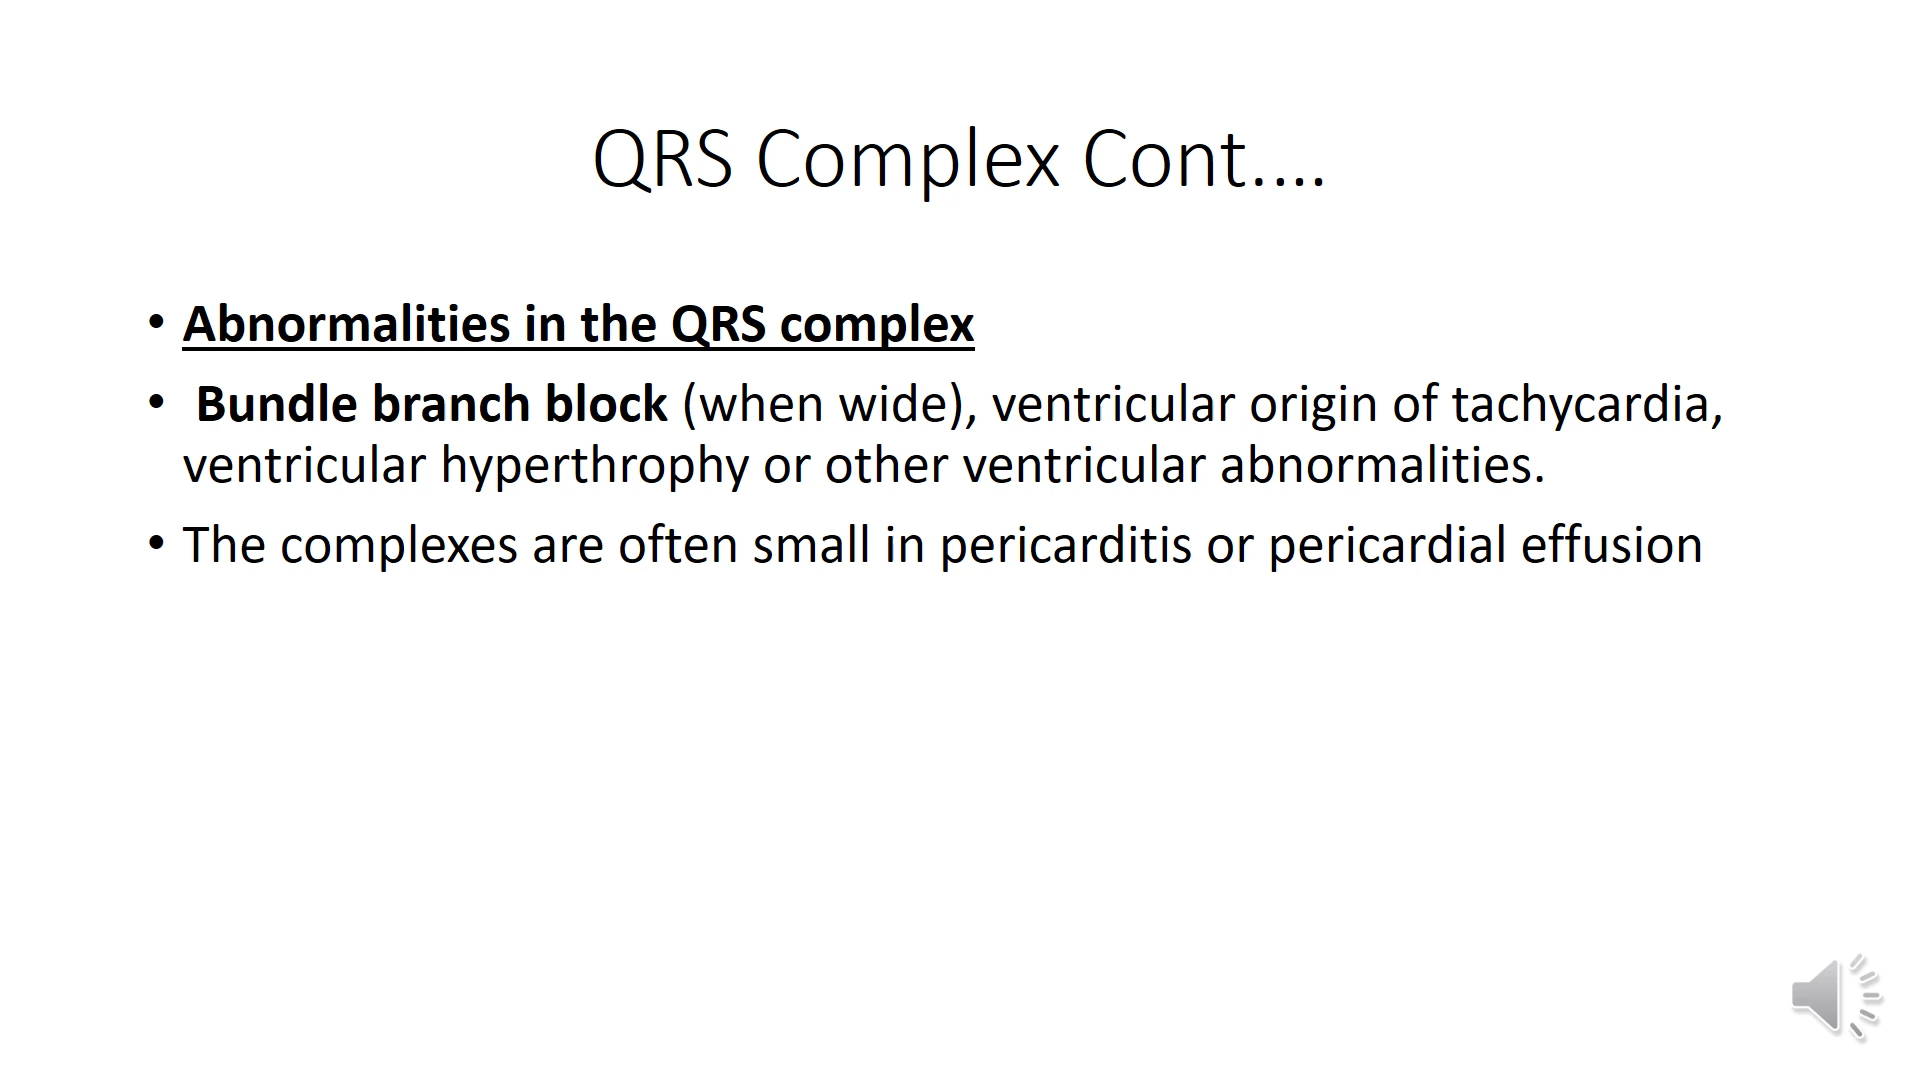 QRS Complex Cont....
• Abnormalities in the QRS complex
• Bundle branch block (when wide), ventricular origin of tachycardia,
ventricular hyperthrophy or other ventricular abnormalities.
• The complexes are often small in pericarditis or pericardial effusion